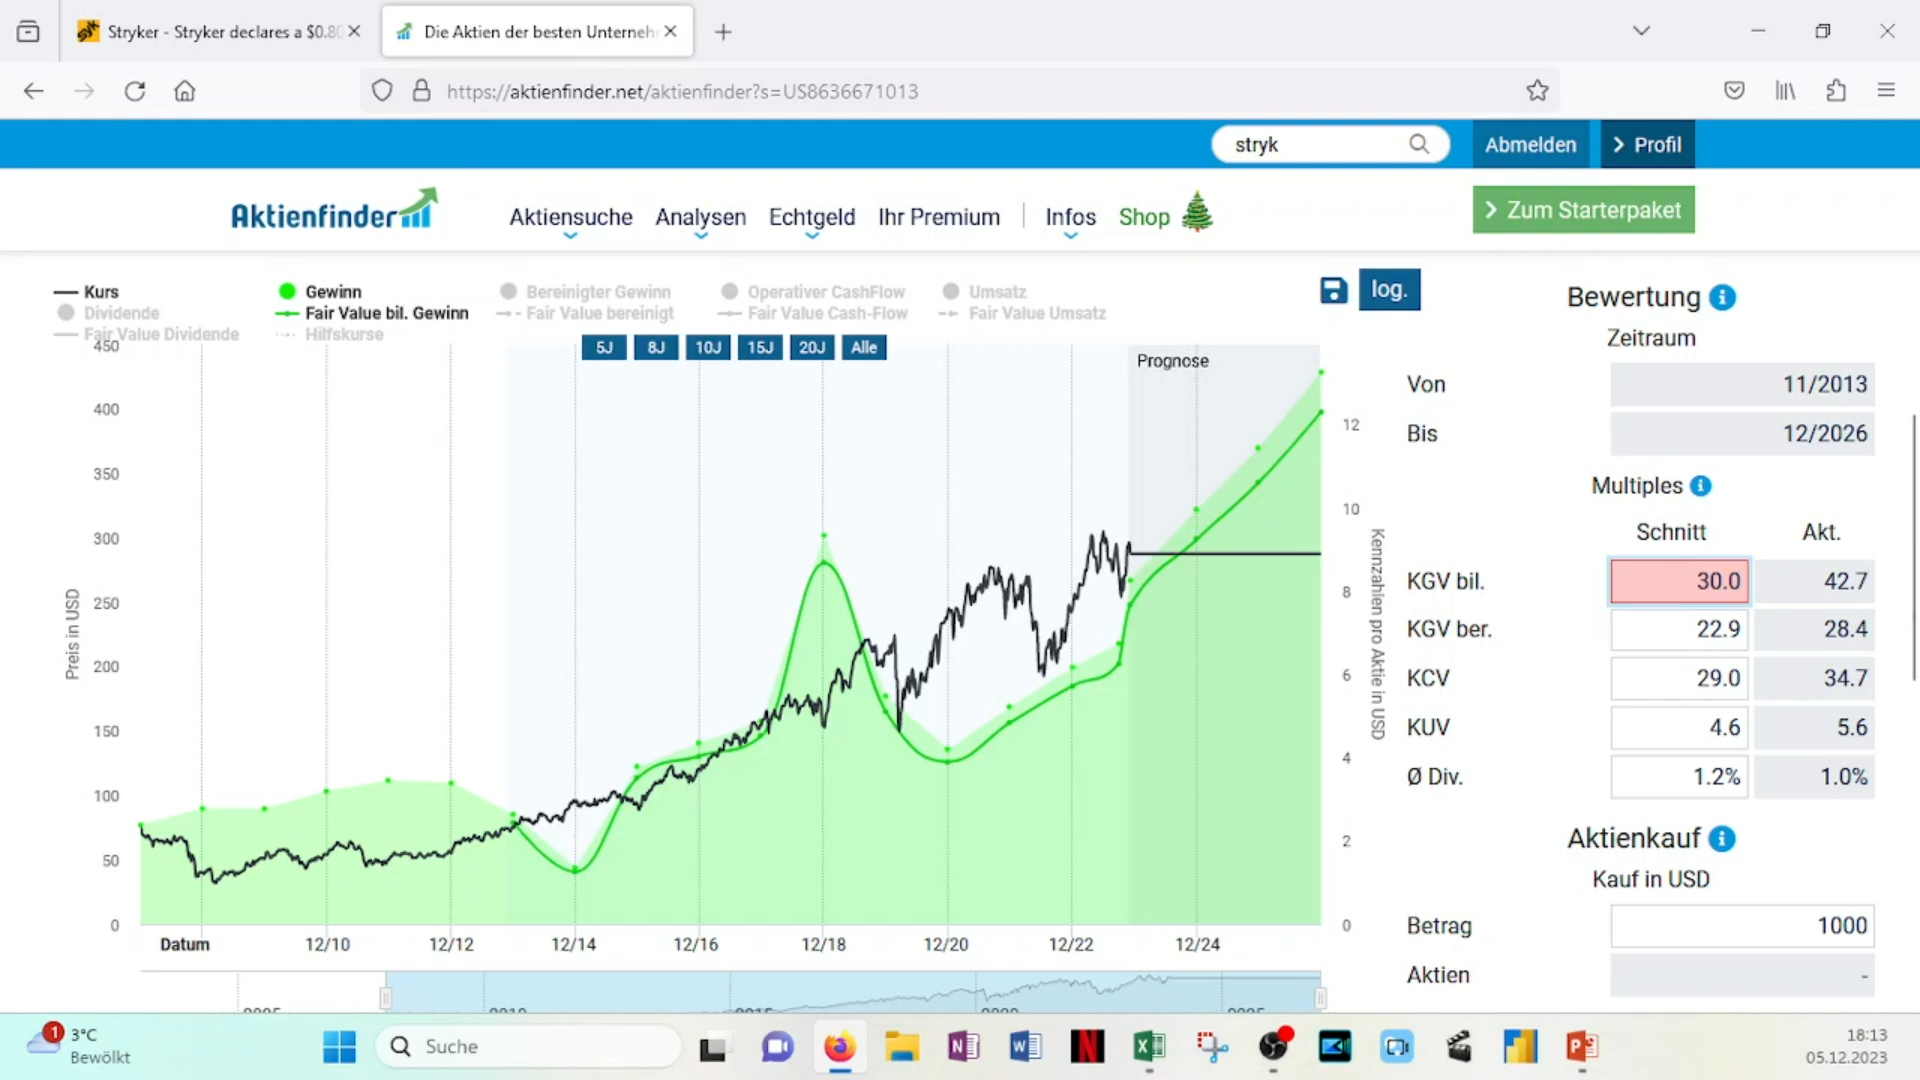 Stryker - Stryker declares a $0.80
Die Aktien der besten Unterneh
https://aktienfinder.net/aktienfinder?s=US8636671013
stryk
Abmelden
Profil
Aktienfinder
Aktiensuche
Analysen
Echtgeld
Ihr Premium
Infos
Shop
Zum Starterpaket
Kurs
Gewinn
Bereinigter Gewinn
Operativer CashFlow
Umsatz
Dividende
Fair Value bil. Gewinn
Fair Value bereinigt
Fair Value Cash-Flow
Fair Value Umsatz
Fair Value Dividende
Hilfskurse
log.
5J
8J
10J
15J
20J
Alle
Prognose
450
400
350
300
250
200
150
100
50
0
Preis in USD
12
10
8
6
4
2
0
Kennzahlen pro Aktie in USD
Datum
12/10
12/12
12/14
12/16
12/18
12/20
12/22
12/24
2005
2010
2015
2020
2025
Bewertung
Zeitraum
Von
11/2013
Bis
12/2026
Multiples
Schnitt
Akt.
KGV bil.
30.0
42.7
KGV ber.
22.9
28.4
KCV
29.0
34.7
KUV
4.6
5.6
Ø Div.
1.2%
1.0%
Aktienkauf
Kauf in USD
Betrag
1000
Aktien
-
1
3°C
Bewölkt
Suche
18:13
05.12.2023